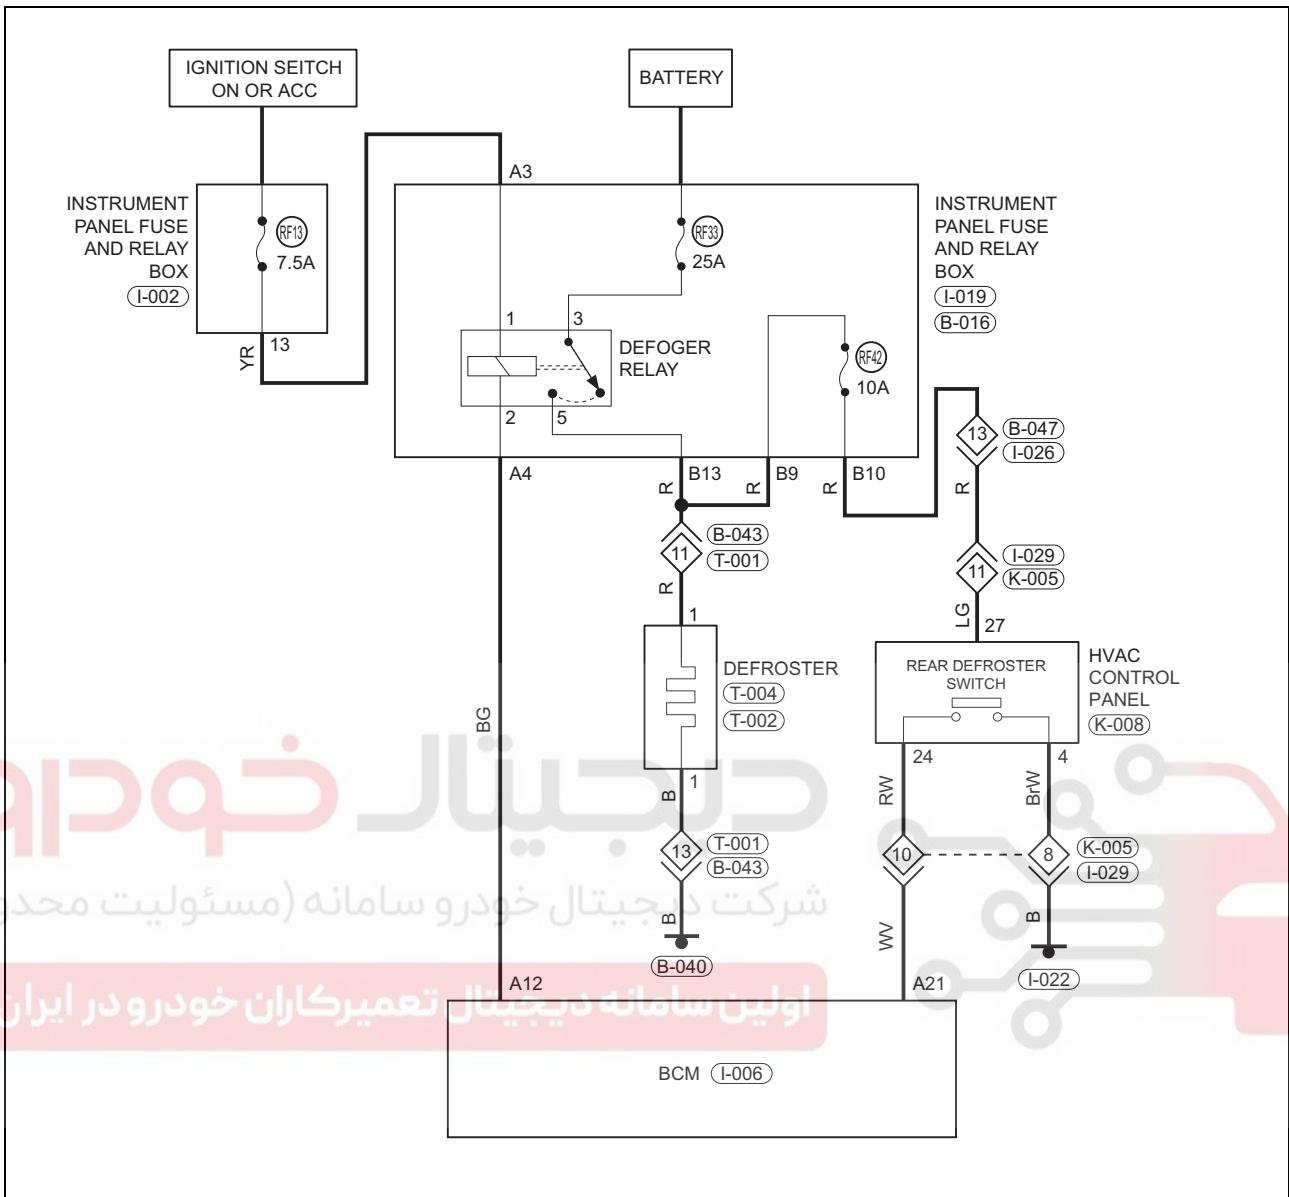 IGNITION SEITCH
ON OR ACC
BATTERY
A3
INSTRUMENT
PANEL FUSE
AND RELAY
BOX
I-002
RF13
7.5A
RF33
25A
INSTRUMENT
PANEL FUSE
AND RELAY
BOX
I-019
B-016
1
3
DEFOGER
RELAY
RF42
10A
13
YR
2
5
A4
B13
B9
B10
R
R
R
13
B-047
I-026
R
11
B-043
T-001
R
11
I-029
K-005
LG
27
1
DEFROSTER
T-004
T-002
REAR DEFROSTER
SWITCH
HVAC
CONTROL
PANEL
K-008
BG
1
24
4
B
RW
BrW
دیجیتال خودرو
13
T-001
B-043
10
8
K-005
I-029
شرکت دیجیتال خودرو سامانه (مسئولیت محدو
B
WV
B
B-040
I-022
A12
A21
اولین سامانه دیجیتال تعمیرکاران خودرو در ایران
BCM
I-006